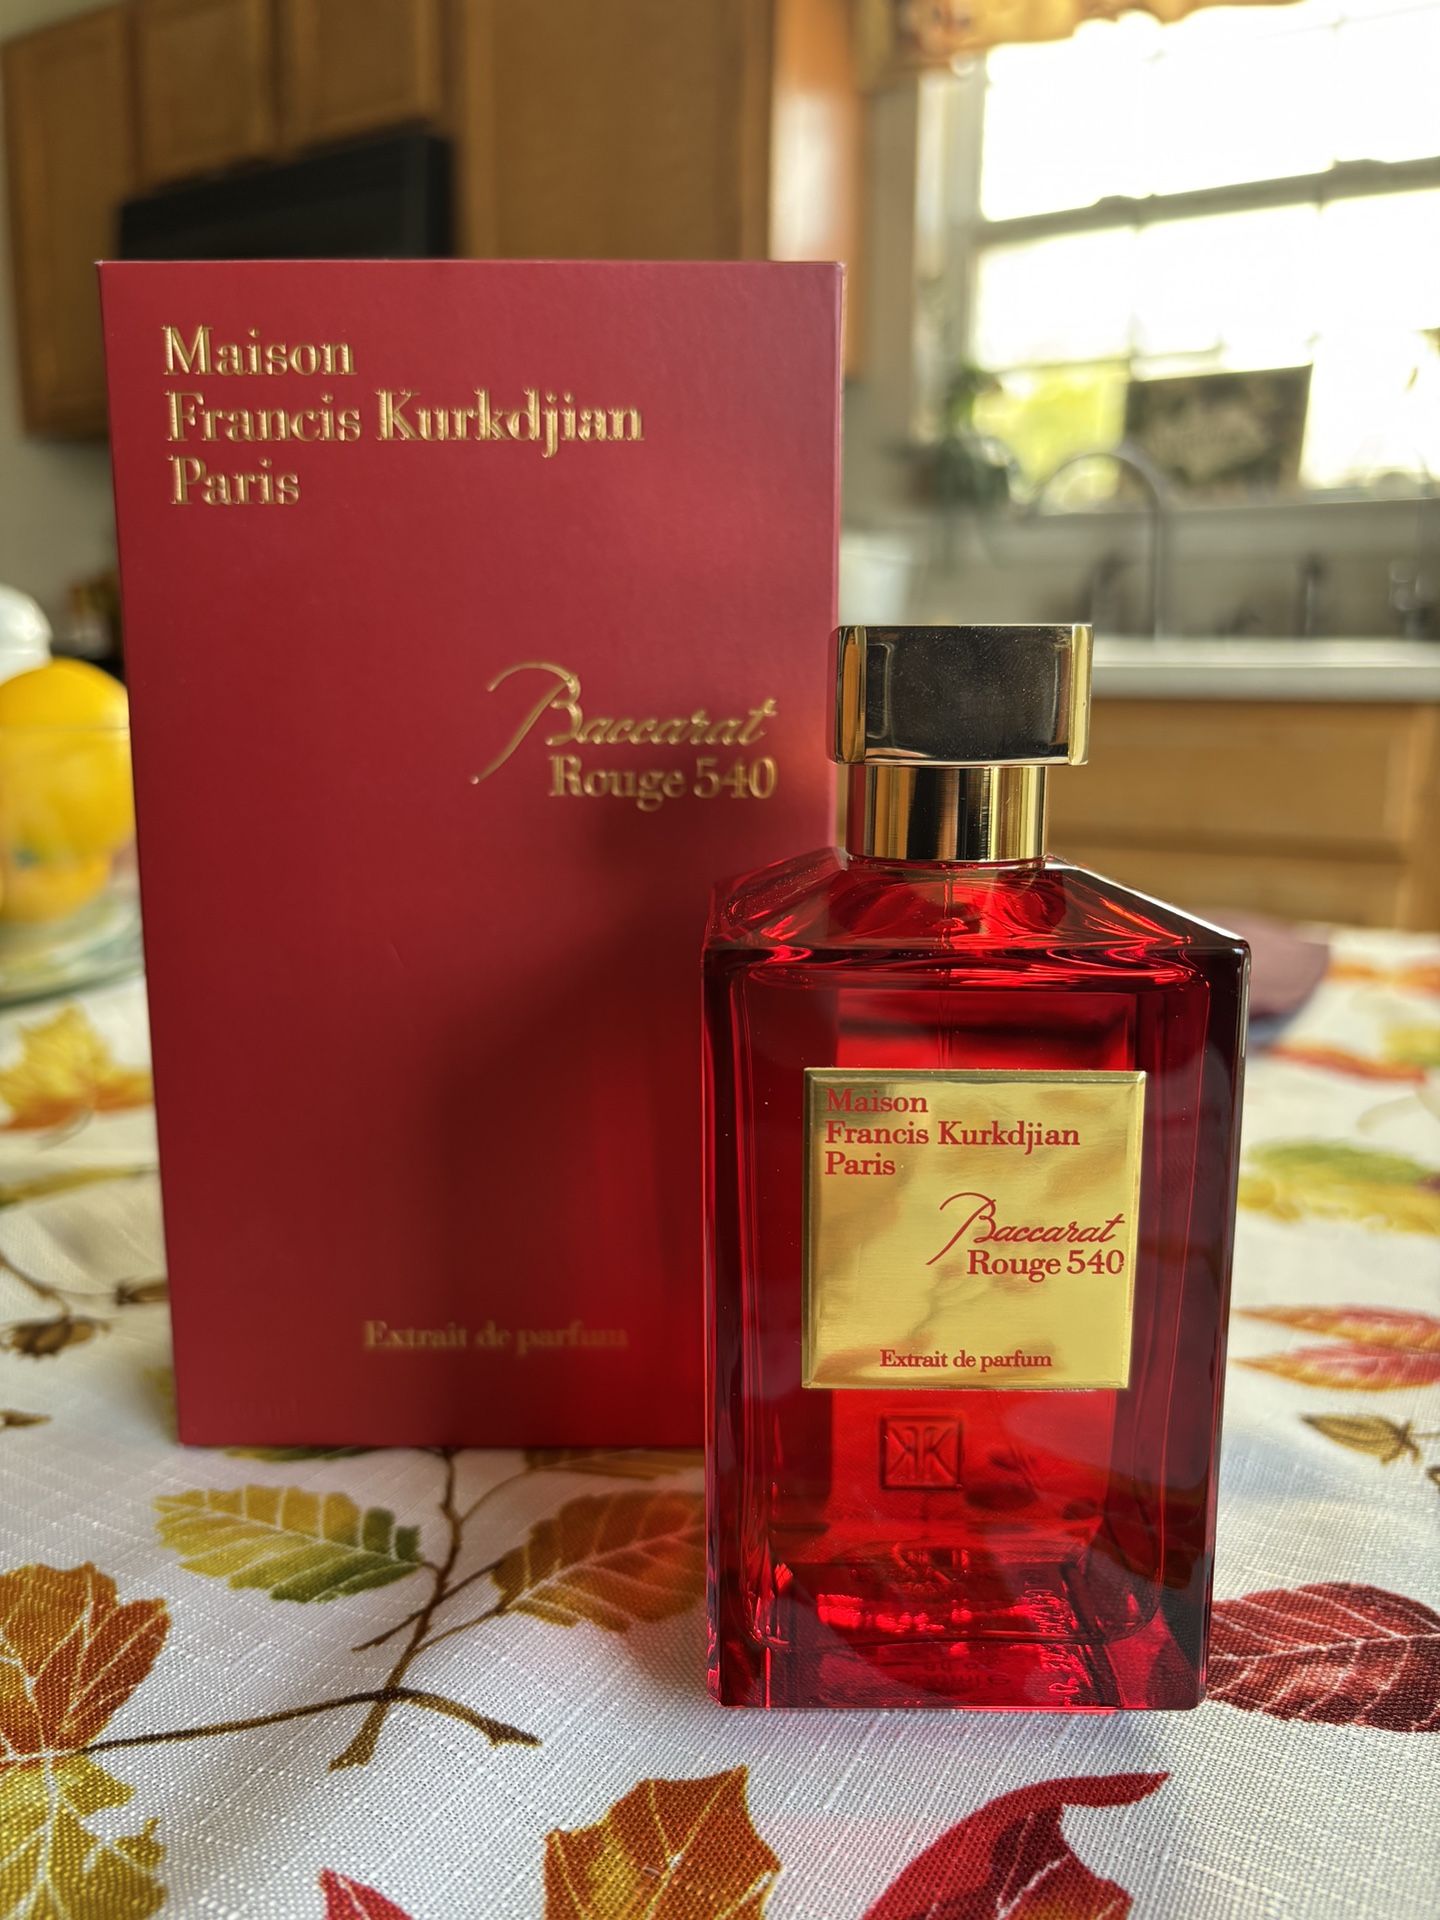 Maison
Francis Kurkdjian
Paris
Baccarat
Rouge 540
Extrait de parfum
Maison
Francis Kurkdjian
Paris
Baccarat
Rouge 540
Extrait de parfum